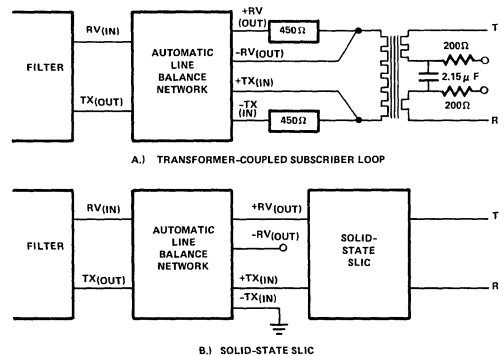 +RV
(OUT)
450Ω
T
RV(IN)
–RV(OUT)
200Ω
FILTER
AUTOMATIC
LINE
BALANCE
NETWORK
+TX(IN)
2.15μF
TX(OUT)
–TX
(IN)
450Ω
200Ω
R
A.) TRANSFORMER-COUPLED SUBSCRIBER LOOP
RV(IN)
+RV(OUT)
T
FILTER
AUTOMATIC
LINE
BALANCE
NETWORK
–RV(OUT)
SOLID-
STATE
SLIC
TX(OUT)
+TX(IN)
R
–TX(IN)
B.) SOLID-STATE SLIC